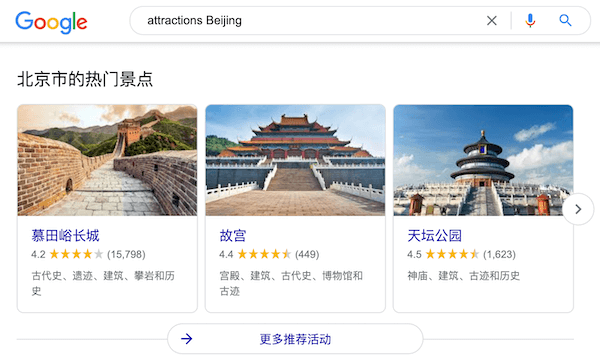 Google
attractions Beijing
北京市的热门景点
慕田峪长城
4.2 ★★★★★ (15,798)
古代史、遗迹、建筑、攀岩和历
史
故宫
4.4 ★★★★★ (449)
宫殿、建筑、古代史、博物馆和
古迹
天坛公园
4.5 ★★★★★ (1,623)
神庙、建筑、古迹和历史
更多推荐活动